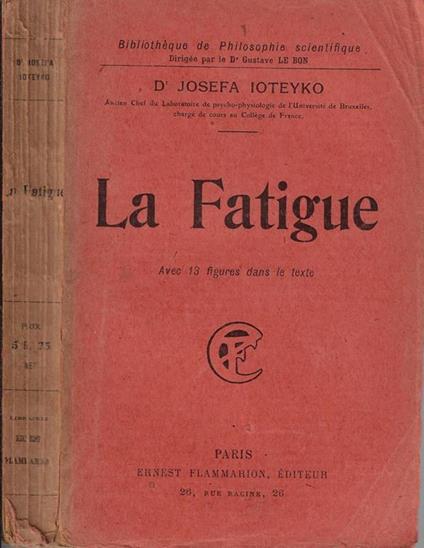 Bibliothèque de Philosophie scientifique
Dirigée par le Dr Gustave LE BON
Dr JOSEFA IOTEYKO
Ancien Chef du Laboratoire de psycho-physiologie de l'Université de Bruxelles,
chargé de cours au Collège de France.
La Fatigue
Avec 13 figures dans le texte
EF
PARIS
ERNEST FLAMMARION, ÉDITEUR
26, RUE RACINE, 26
Dr IOSEFA
IOTEYKO
Fatigue